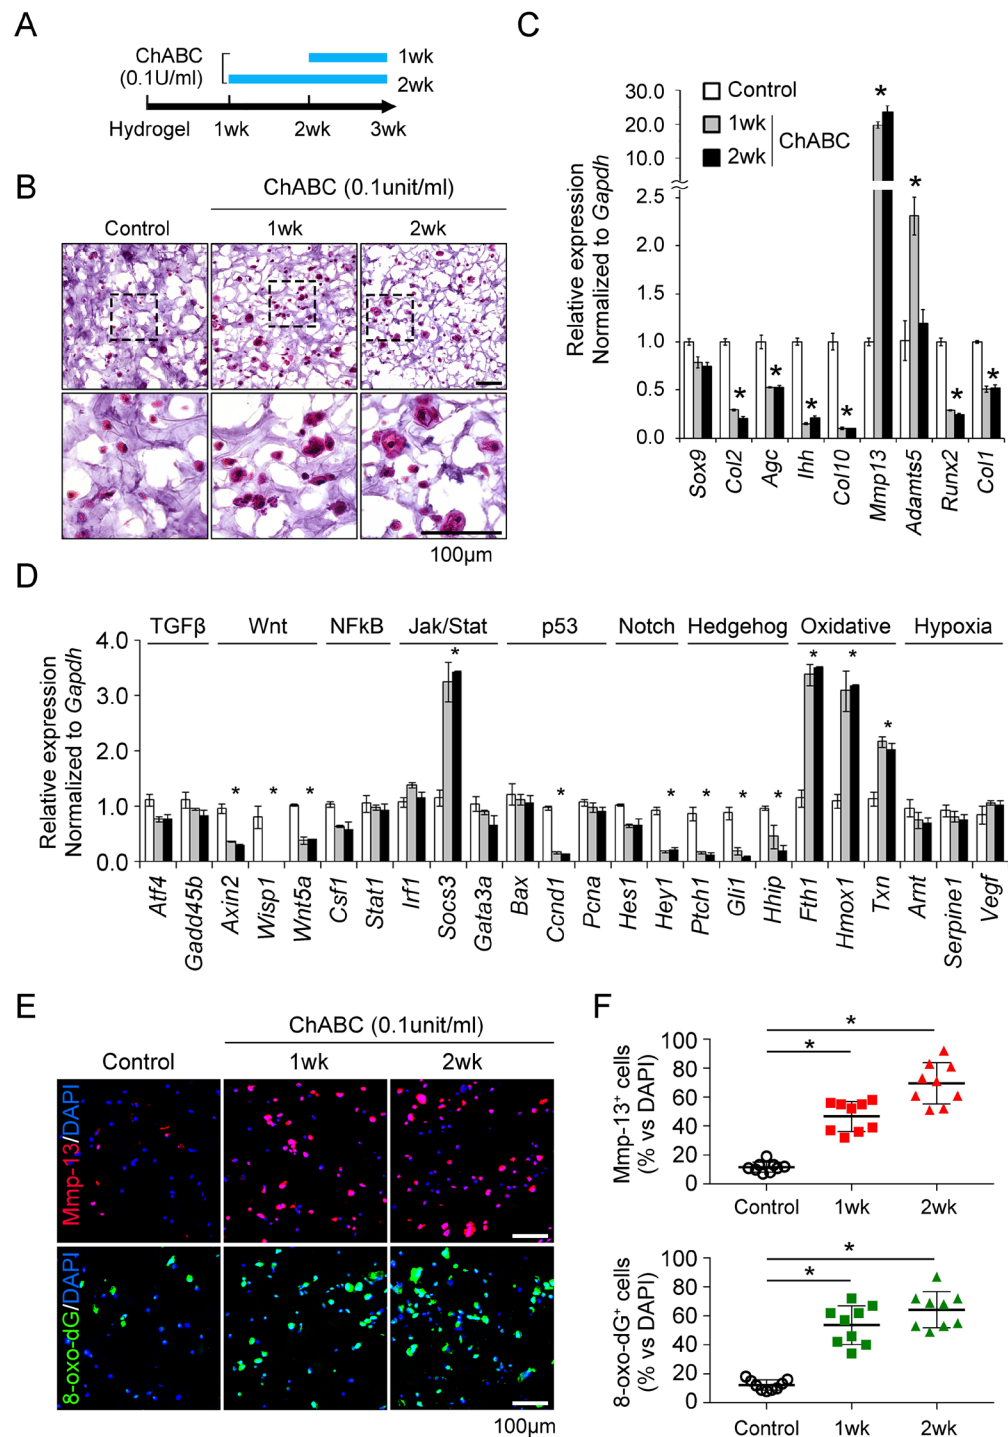 A
ChABC
(0.1U/ml)
1wk
2wk
Hydrogel 1wk 2wk 3wk
B
ChABC (0.1unit/ml)
Control 1wk 2wk
100µm
C
Control
1wk
2wk
ChABC
Relative expression
Normalized to Gapdh
30.0
20.0
10.0
2.5
2.0
1.5
1.0
0.5
0.0
* * * * * * * *
Sox9 Col2 Agc Ihh Col10 Mmp13 Adamts5 Runx2 Col1
D
TGFβ Wnt NFkB Jak/Stat p53 Notch Hedgehog Oxidative Hypoxia
Relative expression
Normalized to Gapdh
4.0
3.0
2.0
1.0
0.0
* * * * * * * * * * * *
Atf4 Gadd45b Axin2 Wisp1 Wnt5a Csf1 Stat1 Irf1 Socs3 Gata3a Bax Ccnd1 Pcna Hes1 Hey1 Ptch1 Gli1 Hhip Fth1 Hmox1 Txn Amt Serpine1 Vegf
E
ChABC (0.1unit/ml)
Control 1wk 2wk
Mmp-13/DAPI
8-oxo-dG/DAPI
100µm
F
Mmp-13⁺ cells
(% vs DAPI)
100
80
60
40
20
0
*
*
Control 1wk 2wk
8-oxo-dG⁺ cells
(% vs DAPI)
100
80
60
40
20
0
*
*
Control 1wk 2wk